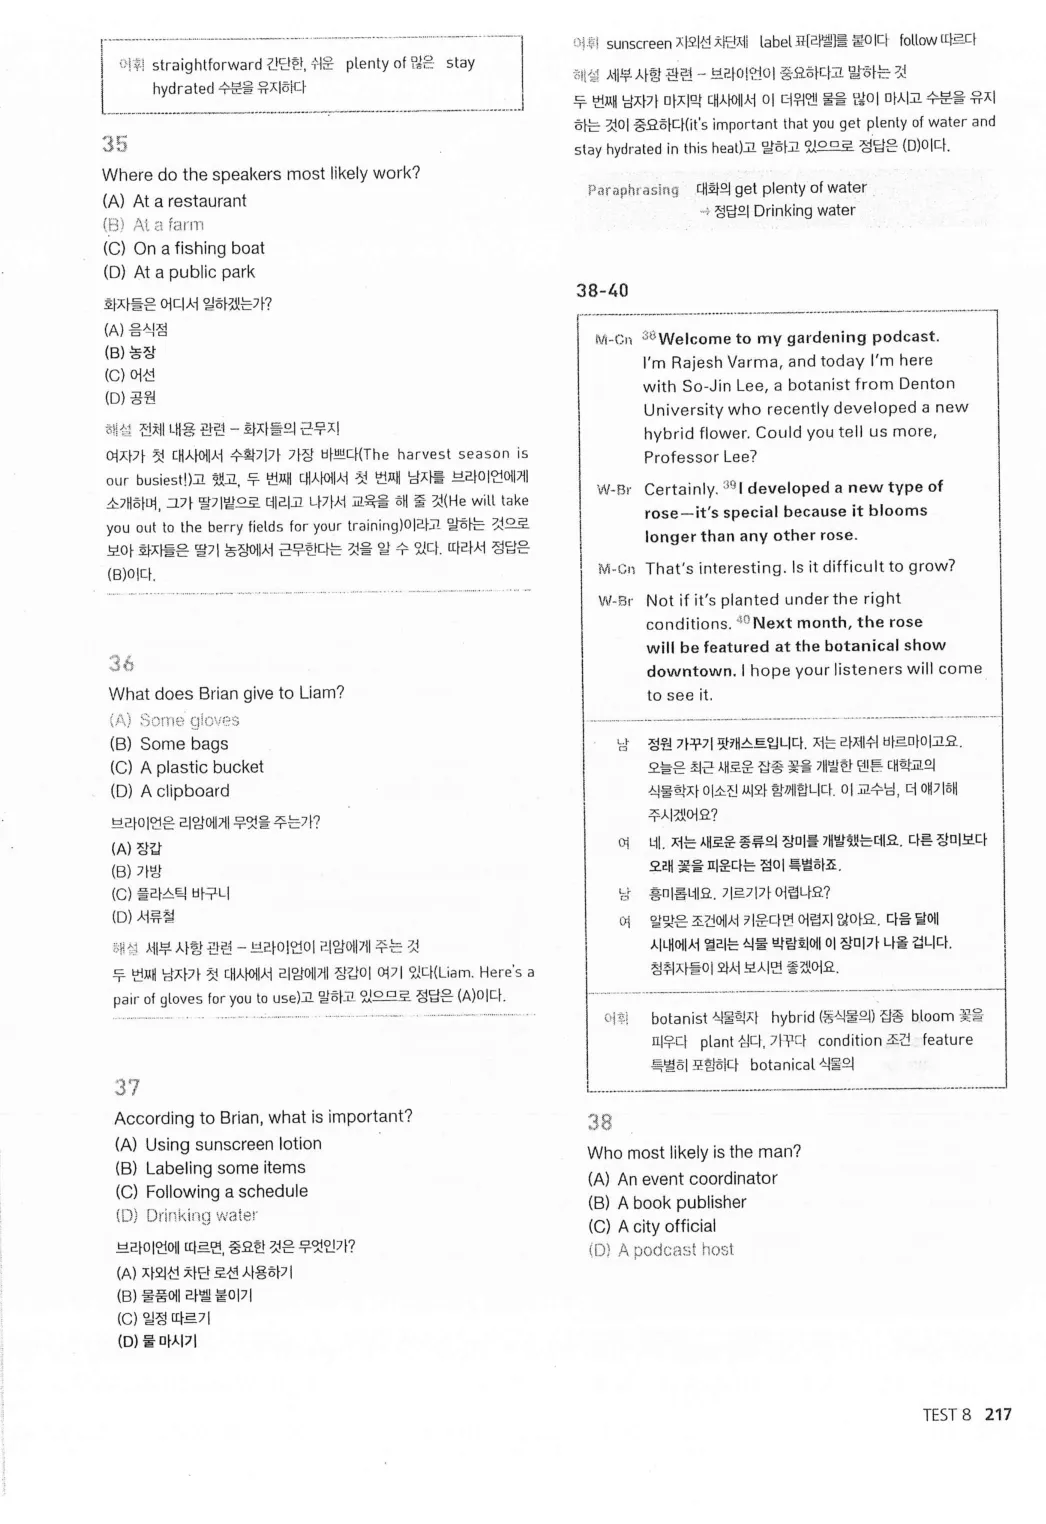 어휘 straightforward 간단한, 쉬운 plenty of 많은 stay
hydrated 수분을 유지하다
35
Where do the speakers most likely work?
(A) At a restaurant
(B) At a farm
(C) On a fishing boat
(D) At a public park
화자들은 어디서 일하겠는가?
(A) 음식점
(B) 농장
(C) 어선
(D) 공원
해설 전체 내용 관련 – 화자들의 근무지
여자가 첫 대사에서 수확기가 가장 바쁘다(The harvest season is
our busiest!)고 했고, 두 번째 대사에서 첫 번째 남자를 브라이언에게
소개하며, 그가 딸기밭으로 데리고 나가서 교육을 해 줄 것(He will take
you out to the berry fields for your training)이라고 말하는 것으로
보아 화자들은 딸기 농장에서 근무한다는 것을 알 수 있다. 따라서 정답은
(B)이다.
36
What does Brian give to Liam?
(A) Some gloves
(B) Some bags
(C) A plastic bucket
(D) A clipboard
브라이언은 리암에게 무엇을 주는가?
(A) 장갑
(B) 가방
(C) 플라스틱 바구니
(D) 서류철
해설 세부 사항 관련 – 브라이언이 리암에게 주는 것
두 번째 남자가 첫 대사에서 리암에게 장갑이 여기 있다(Liam. Here's a
pair of gloves for you to use)고 말하고 있으므로 정답은 (A)이다.
37
According to Brian, what is important?
(A) Using sunscreen lotion
(B) Labeling some items
(C) Following a schedule
(D) Drinking water
브라이언에 따르면, 중요한 것은 무엇인가?
(A) 자외선 차단 로션 사용하기
(B) 물품에 라벨 붙이기
(C) 일정 따르기
(D) 물 마시기
어휘 sunscreen 자외선 차단제 label 표[라벨]를 붙이다 follow 따르다
해설 세부 사항 관련 – 브라이언이 중요하다고 말하는 것
두 번째 남자가 마지막 대사에서 이 더위엔 물을 많이 마시고 수분을 유지
하는 것이 중요하다(it's important that you get plenty of water and
stay hydrated in this heat)고 말하고 있으므로 정답은 (D)이다.
Paraphrasing 대화의 get plenty of water
→ 정답의 Drinking water
38-40
M-Cn 38 Welcome to my gardening podcast.
I'm Rajesh Varma, and today I'm here
with So-Jin Lee, a botanist from Denton
University who recently developed a new
hybrid flower. Could you tell us more,
Professor Lee?
W-Br Certainly. 39 I developed a new type of
rose—it's special because it blooms
longer than any other rose.
M-Cn That's interesting. Is it difficult to grow?
W-Br Not if it's planted under the right
conditions. 40 Next month, the rose
will be featured at the botanical show
downtown. I hope your listeners will come
to see it.
남 정원 가꾸기 팟캐스트입니다. 저는 라제쉬 바르마이고요.
오늘은 최근 새로운 잡종 꽃을 개발한 덴튼 대학교의
식물학자 이소진 씨와 함께합니다. 이 교수님, 더 얘기해
주시겠어요?
여 네. 저는 새로운 종류의 장미를 개발했는데요. 다른 장미보다
오래 꽃을 피운다는 점이 특별하죠.
남 흥미롭네요. 기르기가 어렵나요?
여 알맞은 조건에서 키운다면 어렵지 않아요. 다음 달에
시내에서 열리는 식물 박람회에 이 장미가 나올 겁니다.
청취자들이 와서 보시면 좋겠어요.
어휘 botanist 식물학자 hybrid (동식물의) 잡종 bloom 꽃을
피우다 plant 심다, 가꾸다 condition 조건 feature
특별히 포함하다 botanical 식물의
38
Who most likely is the man?
(A) An event coordinator
(B) A book publisher
(C) A city official
(D) A podcast host
TEST 8 217